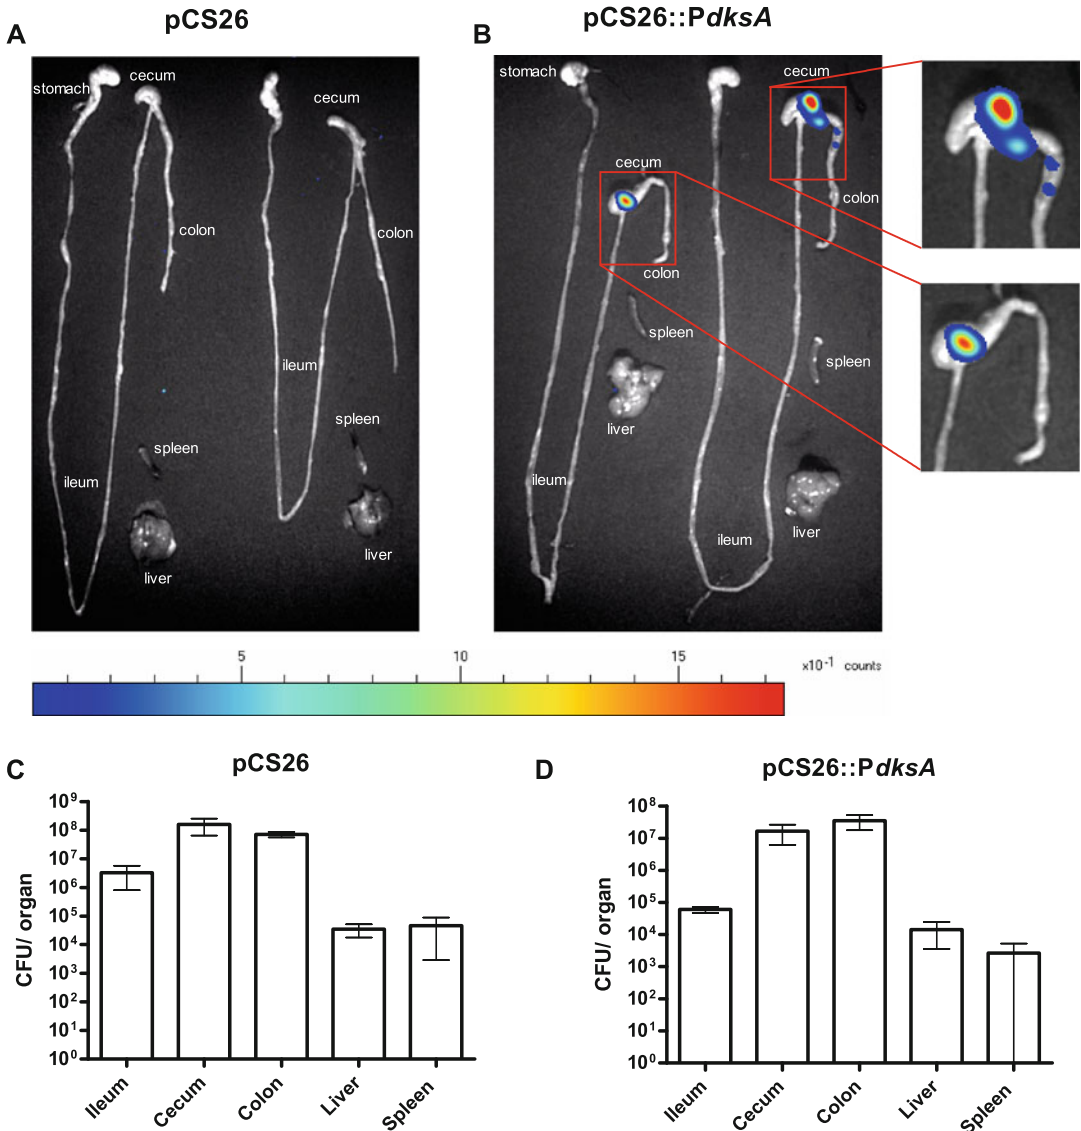 A
pCS26
stomach
cecum
cecum
colon
colon
ileum
spleen
spleen
ileum
liver
liver
B
pCS26::PdksA
stomach
cecum
cecum
colon
colon
spleen
spleen
liver
ileum
liver
ileum
5 10 15 x10-1 counts
C
pCS26
CFU/ organ
10⁹
10⁸
10⁷
10⁶
10⁵
10⁴
10³
10²
10¹
10⁰
Ileum Cecum Colon Liver Spleen
D
pCS26::PdksA
CFU/ organ
10⁸
10⁷
10⁶
10⁵
10⁴
10³
10²
10¹
10⁰
Ileum Cecum Colon Liver Spleen